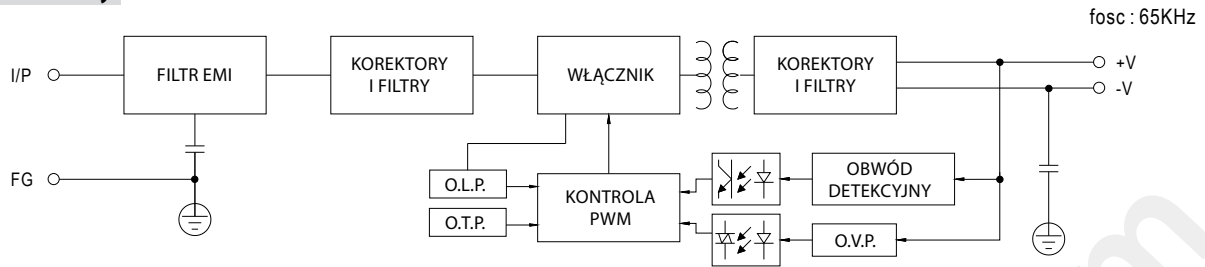 fosc : 65KHz
I/P
FILTR EMI
KOREKTORY
I FILTRY
WŁĄCZNIK
KOREKTORY
I FILTRY
+V
-V
FG
O.L.P.
O.T.P.
KONTROLA
PWM
OBWÓD
DETEKCYJNY
O.V.P.